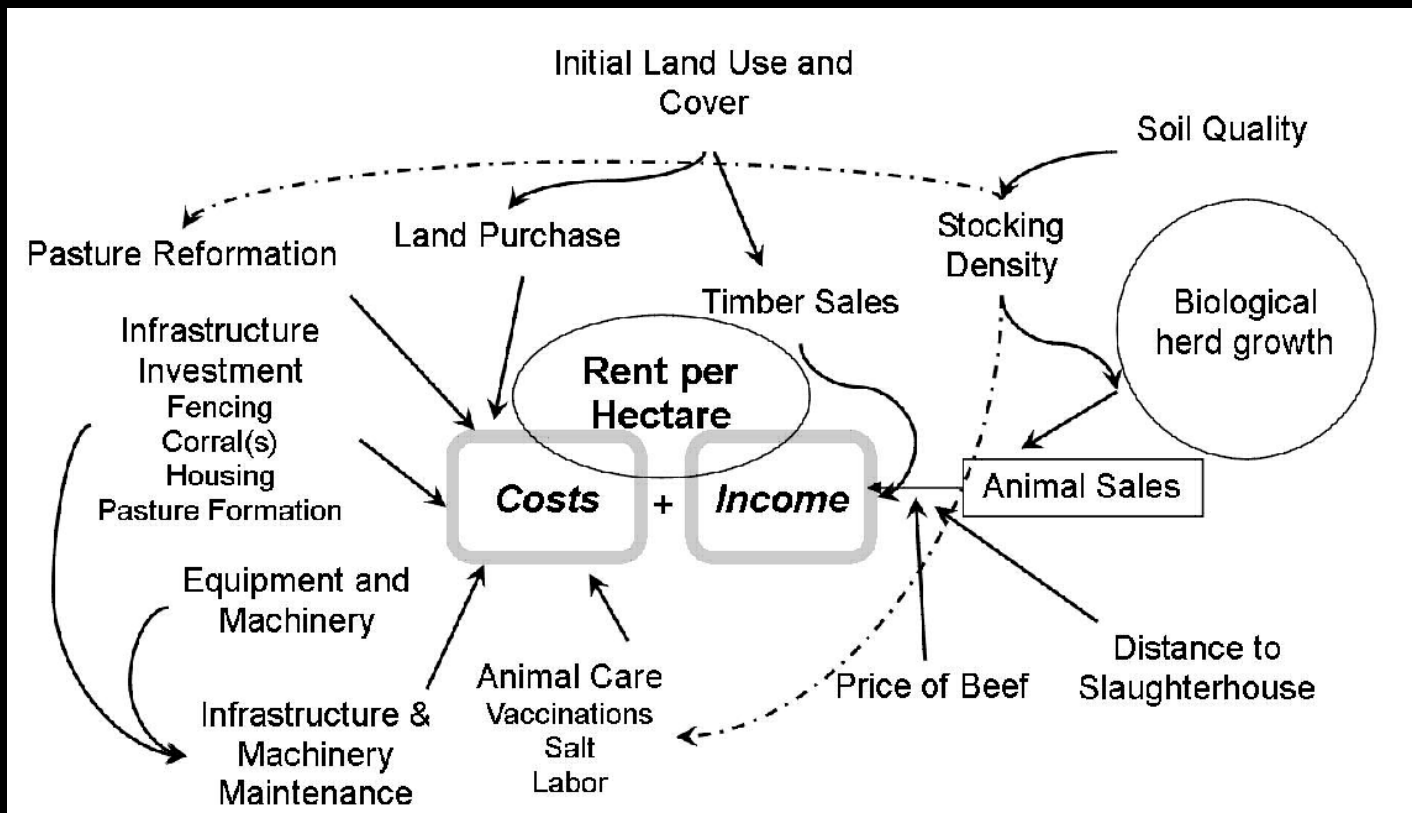 Initial Land Use and
Cover
Soil Quality
Pasture Reformation
Land Purchase
Stocking
Density
Timber Sales
Biological
herd growth
Infrastructure
Investment
Fencing
Corral(s)
Housing
Pasture Formation
Rent per
Hectare
Costs + Income
Animal Sales
Equipment and
Machinery
Infrastructure &
Machinery
Maintenance
Animal Care
Vaccinations
Salt
Labor
Price of Beef
Distance to
Slaughterhouse